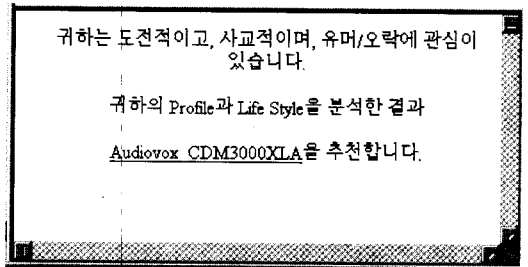 귀하는 도전적이고, 사교적이며, 유머/오락에 관심이
있습니다.
귀하의 Profile과 Life Style을 분석한 결과
Audiovox CDM3000XLA을 추천합니다.